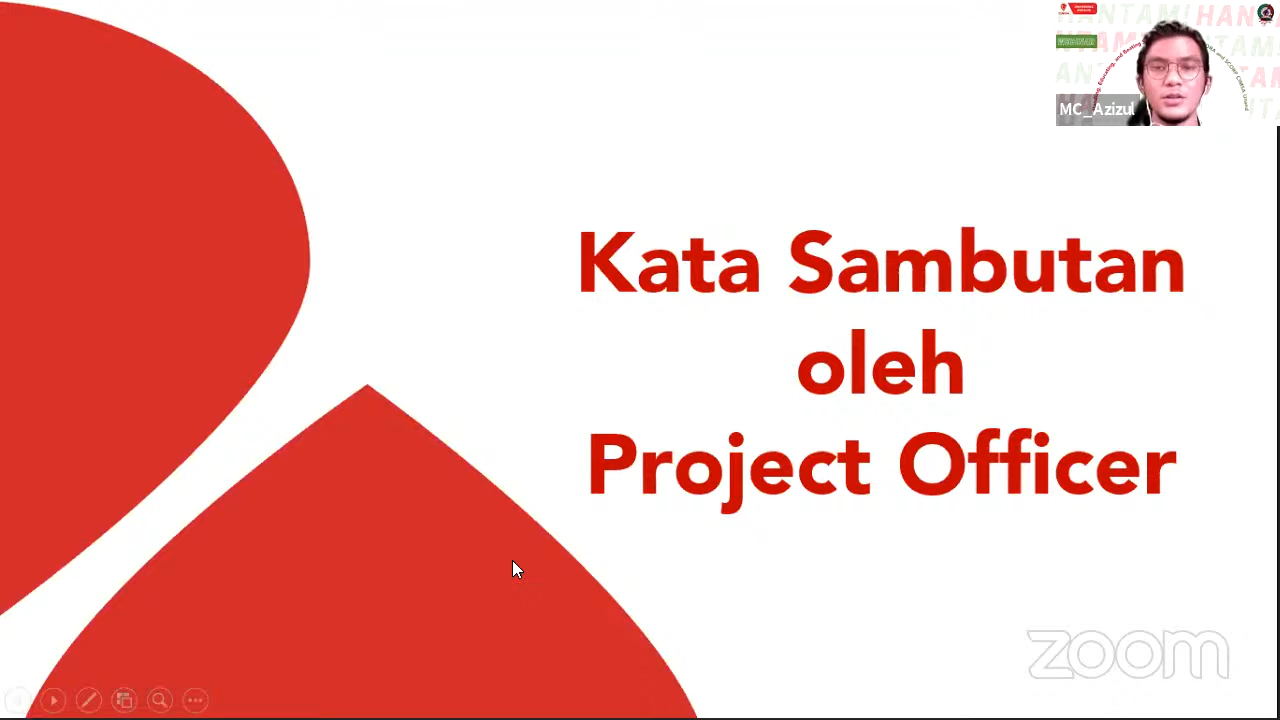 MC_Azizul
Kata Sambutan
oleh
Project Officer
zoom